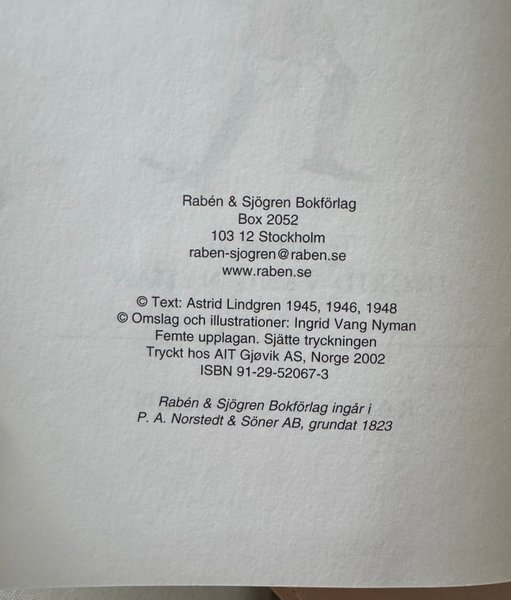 Rabén & Sjögren Bokförlag
Box 2052
103 12 Stockholm
raben-sjogren@raben.se
www.raben.se
© Text: Astrid Lindgren 1945, 1946, 1948
© Omslag och illustrationer: Ingrid Vang Nyman
Femte upplagan. Sjätte tryckningen
Tryckt hos AIT Gjøvik AS, Norge 2002
ISBN 91-29-52067-3
Rabén & Sjögren Bokförlag ingår i
P. A. Norstedt & Söner AB, grundat 1823